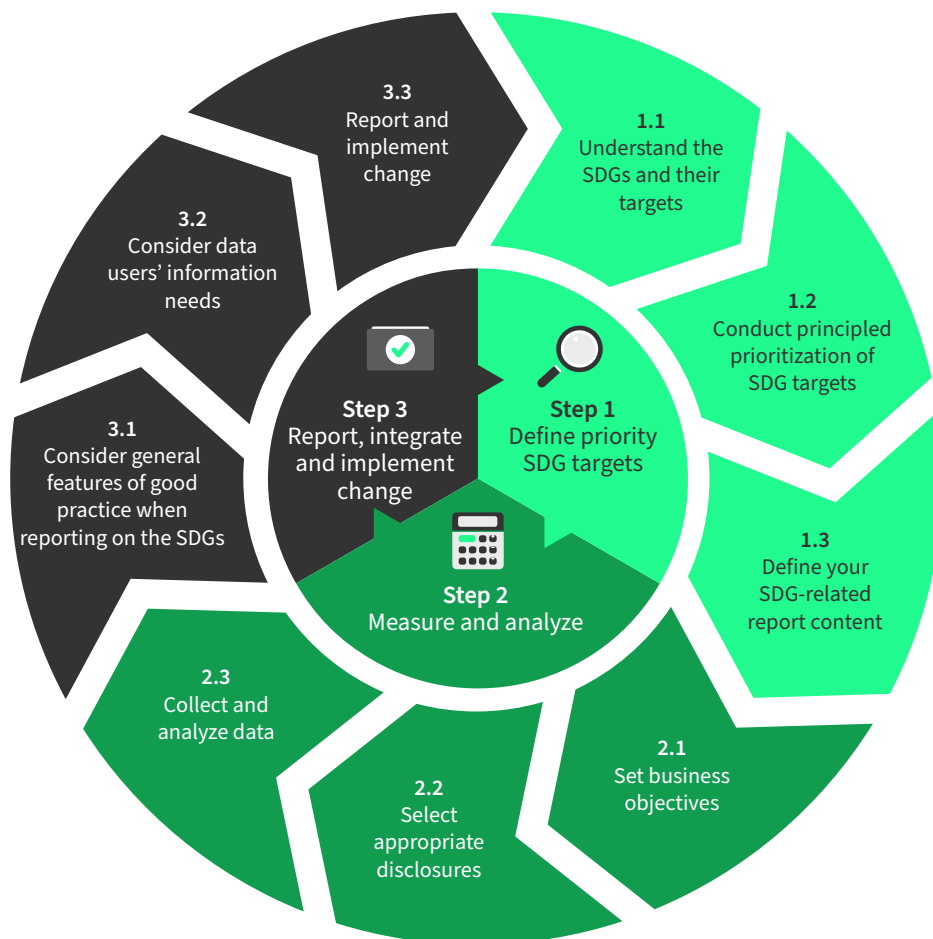 1.1
Understand the
SDGs and their
targets
1.2
Conduct principled
prioritization of
SDG targets
1.3
Define your
SDG-related
report content
2.1
Set business
objectives
2.2
Select
appropriate
disclosures
2.3
Collect and
analyze data
3.1
Consider general
features of good
practice when
reporting on the SDGs
3.2
Consider data
users’ information
needs
3.3
Report and
implement
change
Step 1
Define priority
SDG targets
Step 2
Measure and analyze
Step 3
Report, integrate
and implement
change